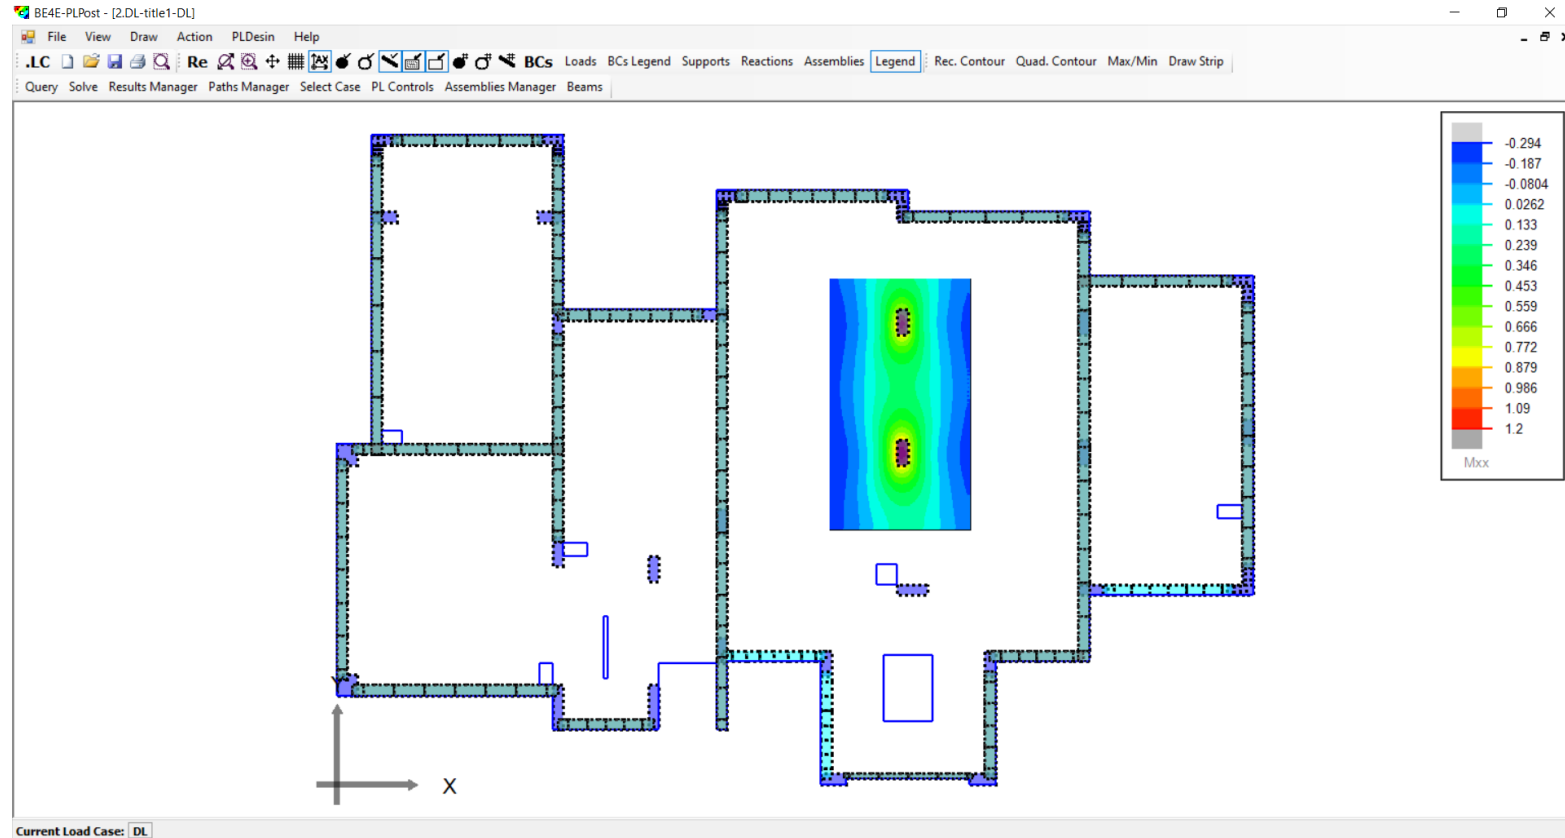 BE4E-PLPost - [2.DL-title1-DL]
File View Draw Action PLDesin Help
.LC Re AX BCs Loads BCs Legend Supports Reactions Assemblies Legend Rec. Contour Quad. Contour Max/Min Draw Strip
Query Solve Results Manager Paths Manager Select Case PL Controls Assemblies Manager Beams
-0.294
-0.187
-0.0804
0.0262
0.133
0.239
0.346
0.453
0.559
0.666
0.772
0.879
0.986
1.09
1.2
Mxx
Y
X
Current Load Case: DL